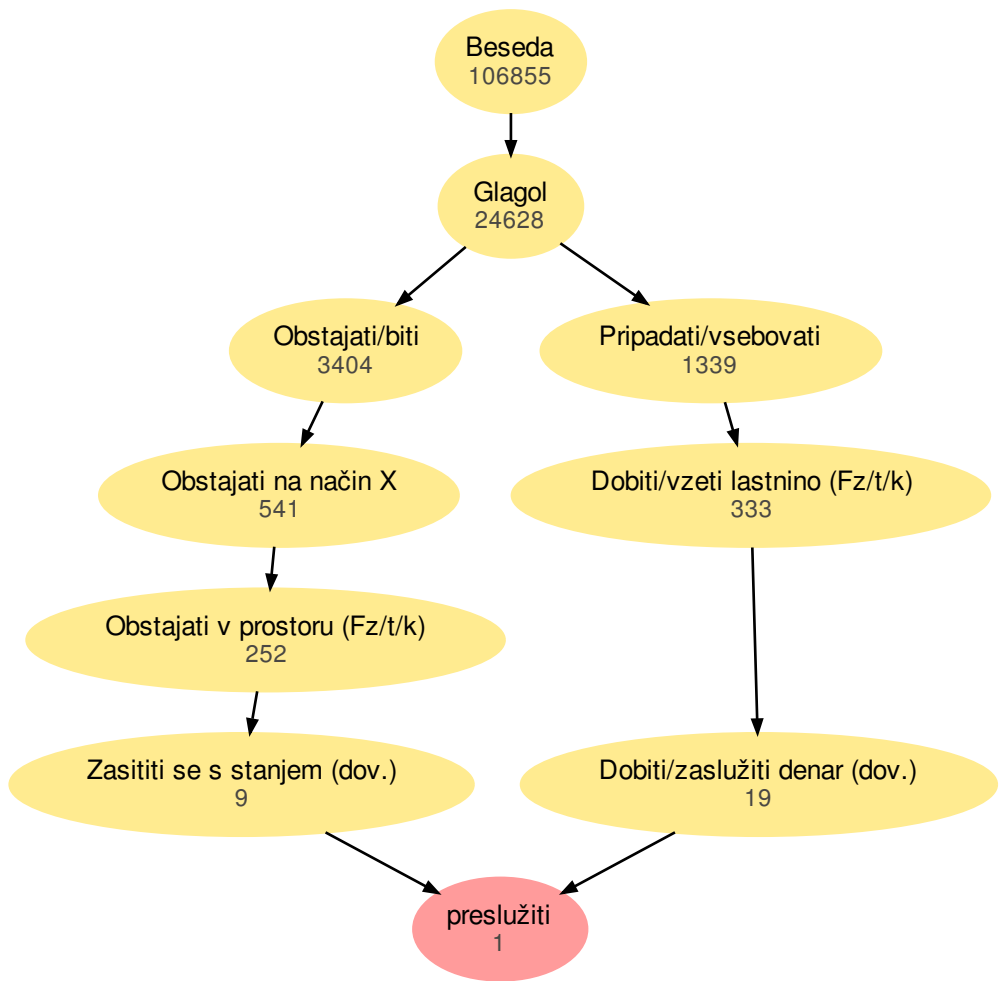 Beseda
106855
Glagol
24628
Obstajati/biti
3404
Pripadati/vsebovati
1339
Obstajati na način X
541
Dobiti/vzeti lastnino (Fz/t/k)
333
Obstajati v prostoru (Fz/t/k)
252
Zasititi se s stanjem (dov.)
9
Dobiti/zaslužiti denar (dov.)
19
preslužiti
1